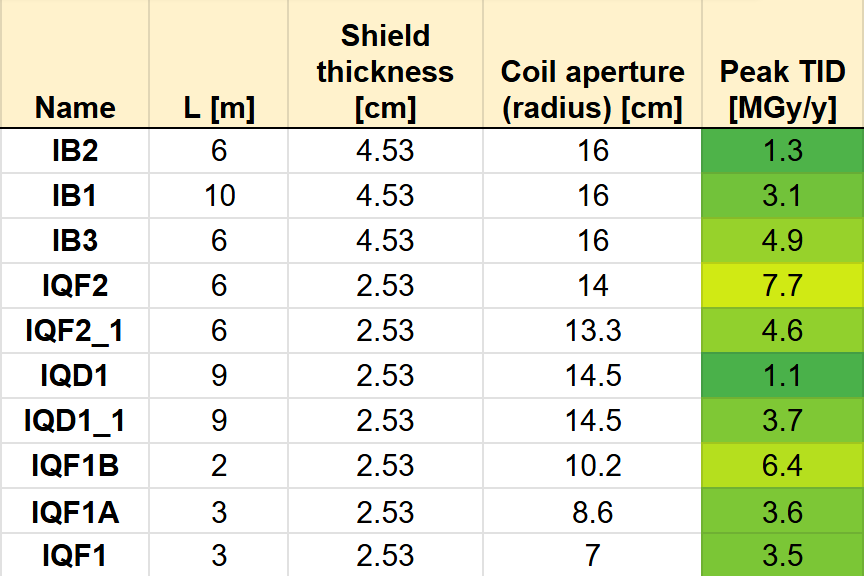 Name L [m] Shield thickness [cm] Coil aperture (radius) [cm] Peak TID [MGy/y]
IB2 6 4.53 16 1.3
IB1 10 4.53 16 3.1
IB3 6 4.53 16 4.9
IQF2 6 2.53 14 7.7
IQF2_1 6 2.53 13.3 4.6
IQD1 9 2.53 14.5 1.1
IQD1_1 9 2.53 14.5 3.7
IQF1B 2 2.53 10.2 6.4
IQF1A 3 2.53 8.6 3.6
IQF1 3 2.53 7 3.5